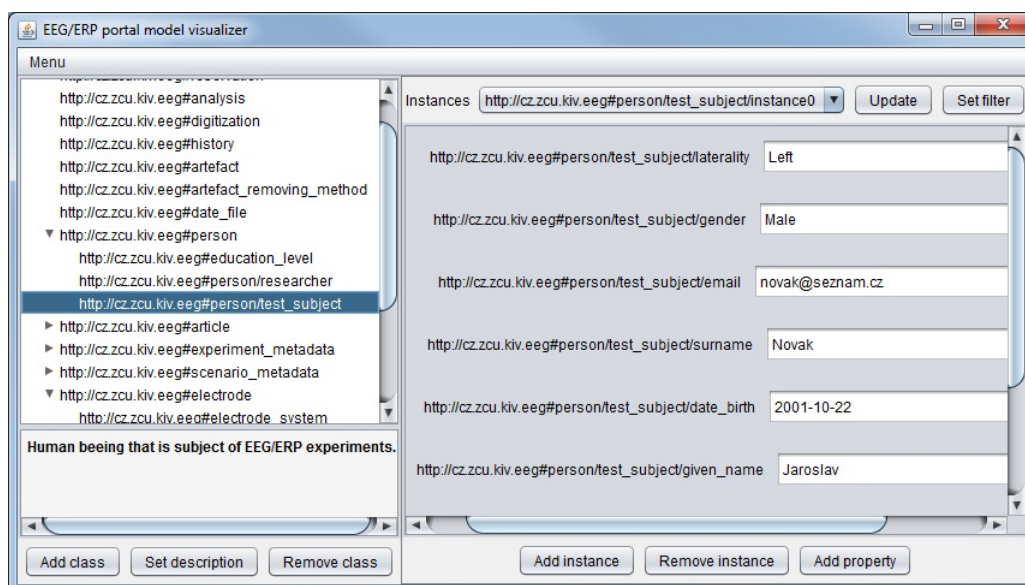 EEG/ERP portal model visualizer
Menu
http://cz.zcu.kiv.eeg#analysis
http://cz.zcu.kiv.eeg#digitization
http://cz.zcu.kiv.eeg#history
http://cz.zcu.kiv.eeg#artefact
http://cz.zcu.kiv.eeg#artefact_removing_method
http://cz.zcu.kiv.eeg#date_file
http://cz.zcu.kiv.eeg#person
http://cz.zcu.kiv.eeg#education_level
http://cz.zcu.kiv.eeg#person/researcher
http://cz.zcu.kiv.eeg#person/test_subject
http://cz.zcu.kiv.eeg#article
http://cz.zcu.kiv.eeg#experiment_metadata
http://cz.zcu.kiv.eeg#scenario_metadata
http://cz.zcu.kiv.eeg#electrode
http://cz.zcu.kiv.eeg#electrode_system
Human beeing that is subject of EEG/ERP experiments.
Add class Set description Remove class
Instances http://cz.zcu.kiv.eeg#person/test_subject/instance0 Update Set filter
http://cz.zcu.kiv.eeg#person/test_subject/laterality Left
http://cz.zcu.kiv.eeg#person/test_subject/gender Male
http://cz.zcu.kiv.eeg#person/test_subject/email novak@seznam.cz
http://cz.zcu.kiv.eeg#person/test_subject/surname Novak
http://cz.zcu.kiv.eeg#person/test_subject/date_birth 2001-10-22
http://cz.zcu.kiv.eeg#person/test_subject/given_name Jaroslav
Add instance Remove instance Add property